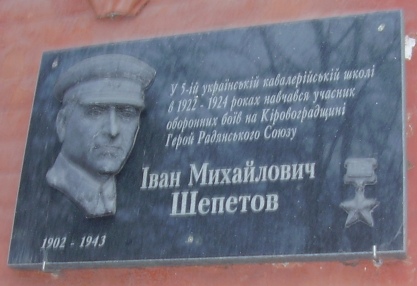 У 5-ій українській кавалерійській школі
в 1922 - 1924 роках навчався учасник
оборонних боїв на Кіровоградщині
Герой Радянського Союзу
Іван Михайлович
Шепетов
1902 - 1943